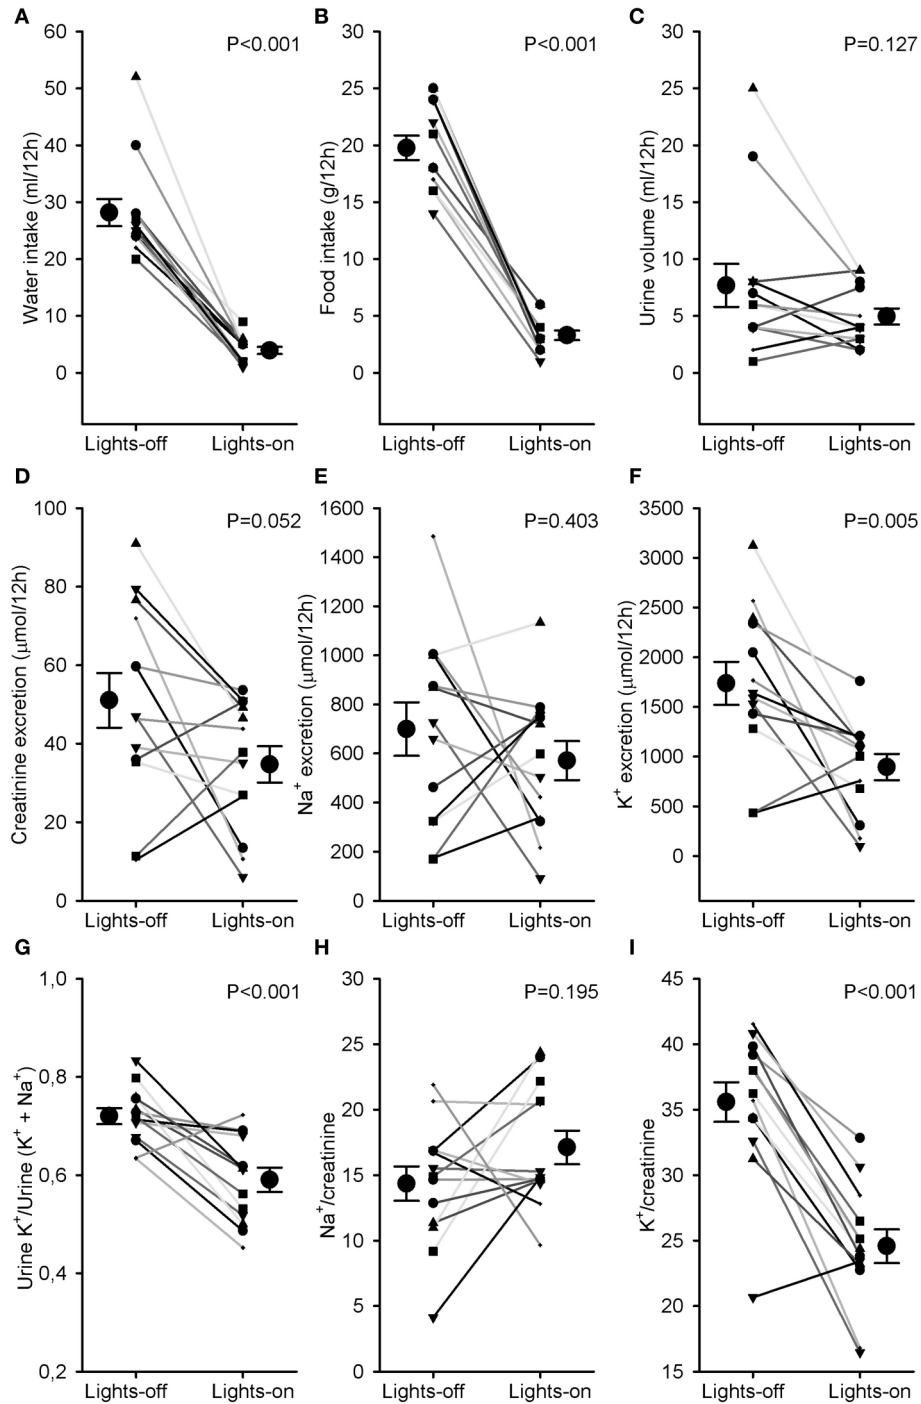 A
P<0.001
Water intake (ml/12h)
60
50
40
30
20
10
0
Lights-off
Lights-on
B
P<0.001
Food intake (g/12h)
30
25
20
15
10
5
0
Lights-off
Lights-on
C
P=0.127
Urine volume (ml/12h)
30
25
20
15
10
5
0
Lights-off
Lights-on
D
P=0.052
Creatinine excretion (μmol/12h)
100
80
60
40
20
0
Lights-off
Lights-on
E
P=0.403
Na⁺ excretion (μmol/12h)
1600
1400
1200
1000
800
600
400
200
0
Lights-off
Lights-on
F
P=0.005
K⁺ excretion (μmol/12h)
3500
3000
2500
2000
1500
1000
500
0
Lights-off
Lights-on
G
P<0.001
Urine K⁺/Urine (K⁺ + Na⁺)
1,0
0,8
0,6
0,4
0,2
Lights-off
Lights-on
H
P=0.195
Na⁺/creatinine
30
25
20
15
10
5
0
Lights-off
Lights-on
I
P<0.001
K⁺/creatinine
45
40
35
30
25
20
15
Lights-off
Lights-on